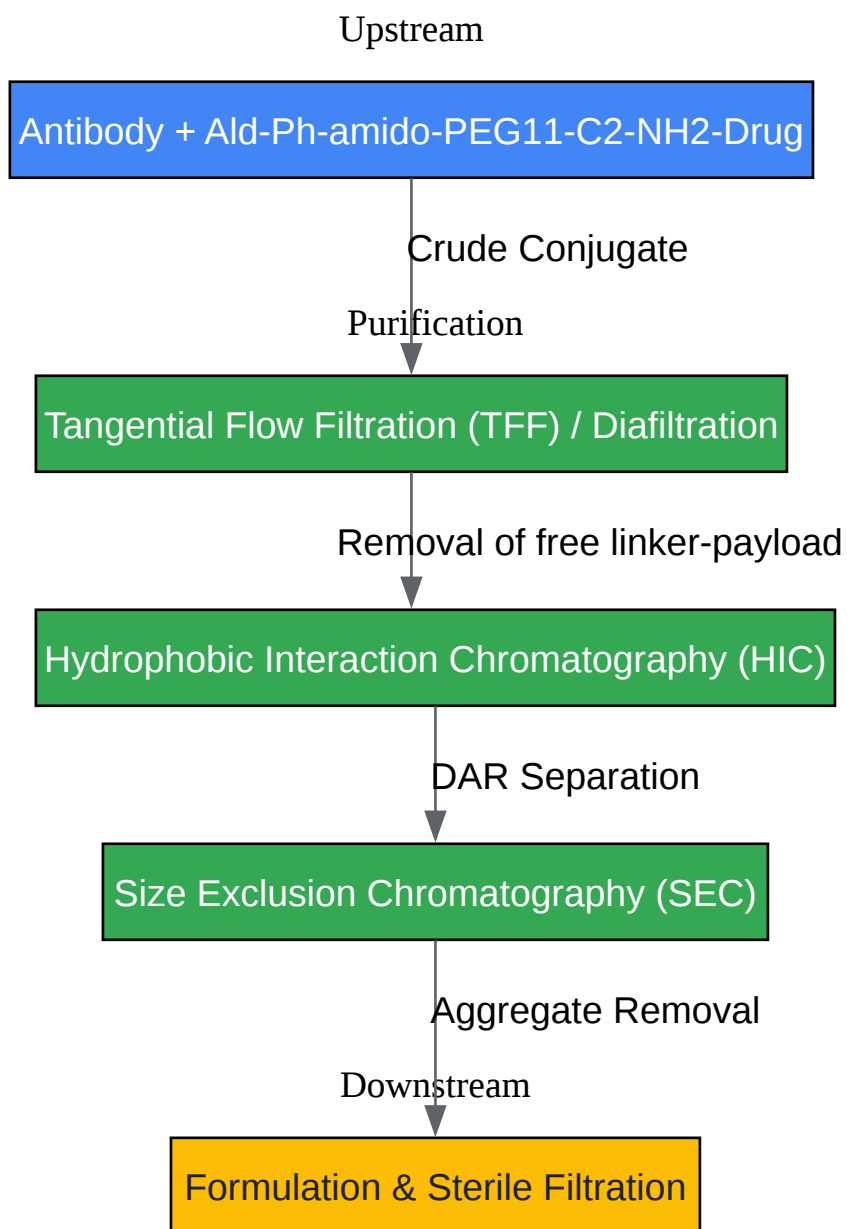 Upstream
Antibody + Ald-Ph-amido-PEG11-C2-NH2-Drug
Crude Conjugate
Purification
Tangential Flow Filtration (TFF) / Diafiltration
Removal of free linker-payload
Hydrophobic Interaction Chromatography (HIC)
DAR Separation
Size Exclusion Chromatography (SEC)
Aggregate Removal
Downstream
Formulation & Sterile Filtration